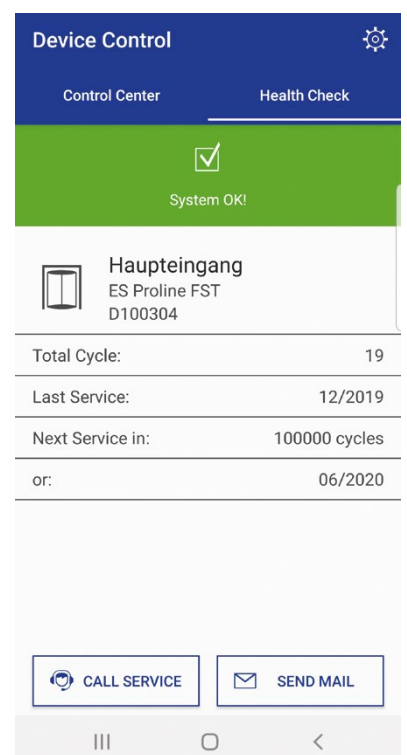 Device Control
Control Center Health Check
System OK!
Haupteingang
ES Proline FST
D100304
Total Cycle: 19
Last Service: 12/2019
Next Service in: 100000 cycles
or: 06/2020
CALL SERVICE SEND MAIL